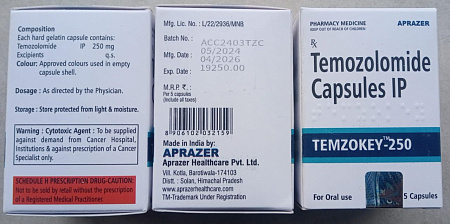 Composition
Each hard gelatin capsule contains:
Temozolomide IP 250 mg
Excipients q.s.
Colour: Approved colours used in empty
capsule shell.
Dosage : As directed by the Physician.
Storage : Store protected from light & moisture.
Warning : Cytotoxic Agent : To be supplied
against demand from Cancer Hospital,
Institutions & against prescription of a Cancer
Specialist only.
SCHEDULE H PRESCRIPTION DRUG-CAUTION
Not to be sold by retail without the prescription
of a Registered Medical Practitioner.
Mfg. Lic. No. : L/22/2936/MNB
Batch No. : ACC2403TZC
Mfg. Date : 05/2024
Exp. Date : 04/2026
M.R.P. ₹. : 19250.00
Per 5 capsules
(Include all taxes)
8906102032159
Made in India by:
APRAZER
Aprazer Healthcare Pvt. Ltd.
Vill. Kotla, Barotiwala-174103
Distt. : Solan, Himachal Pradesh
www.aprazerhealthcare.com
TM-Trademark Under Registration
PHARMACY MEDICINE
KEEP OUT OF REACH OF CHILDREN
APRAZER
Rx
Temozolomide
Capsules IP
TEMZOKEY™-250
For Oral use
5 Capsules